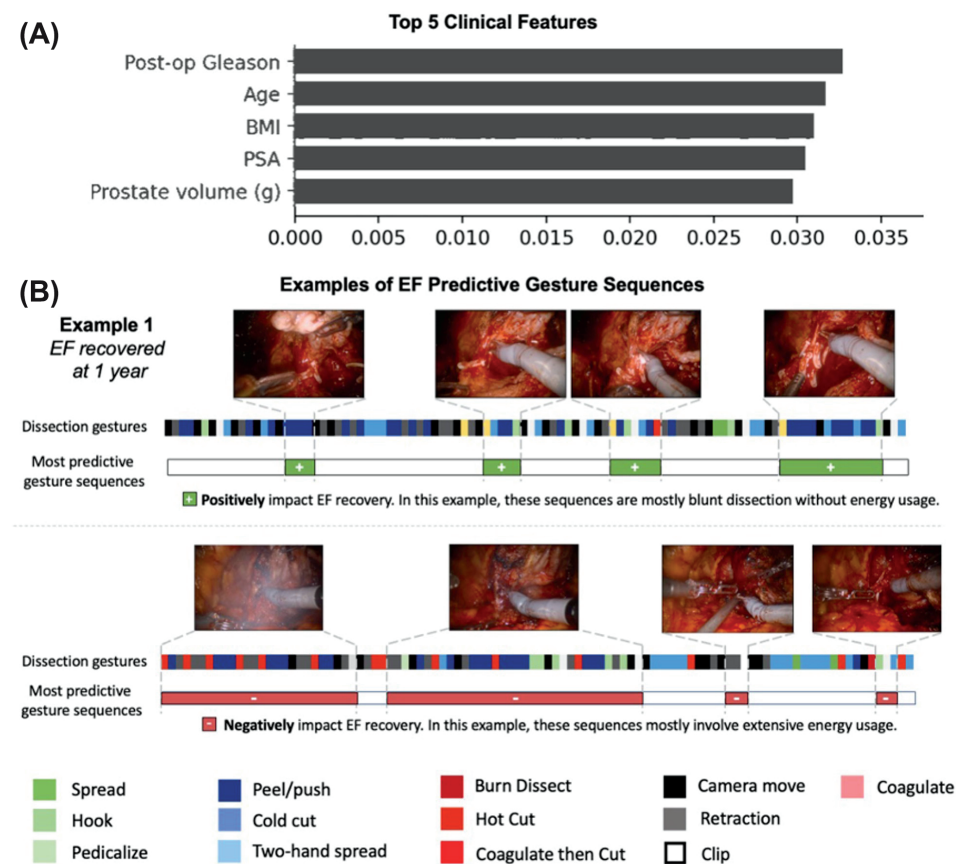 (A)
Top 5 Clinical Features
Post-op Gleason
Age
BMI
PSA
Prostate volume (g)
0.000 0.005 0.010 0.015 0.020 0.025 0.030 0.035
(B)
Examples of EF Predictive Gesture Sequences
Example 1
EF recovered
at 1 year
Dissection gestures
Most predictive
gesture sequences
+ + + +
+ Positively impact EF recovery. In this example, these sequences are mostly blunt dissection without energy usage.
Dissection gestures
Most predictive
gesture sequences
- - - -
- Negatively impact EF recovery. In this example, these sequences mostly involve extensive energy usage.
Spread Peel/push Burn Dissect Camera move Coagulate
Hook Cold cut Hot Cut Retraction
Pedicalize Two-hand spread Coagulate then Cut Clip